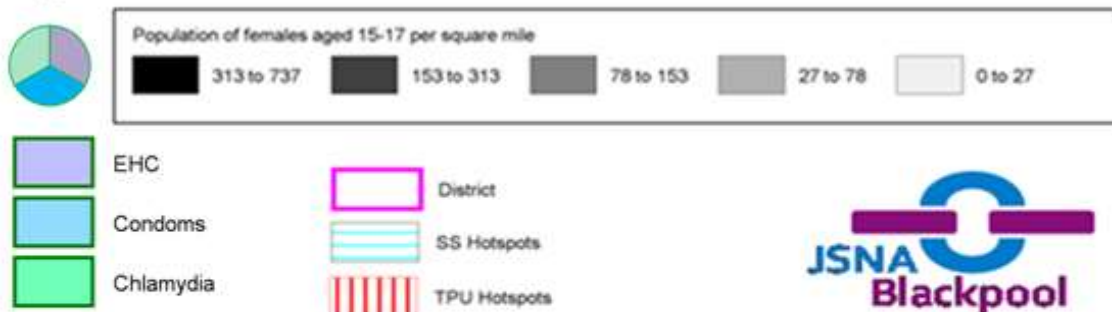 Population of females aged 15-17 per square mile
313 to 737
153 to 313
78 to 153
27 to 78
0 to 27
EHC
Condoms
Chlamydia
District
SS Hotspots
TPU Hotspots
JSNA
Blackpool